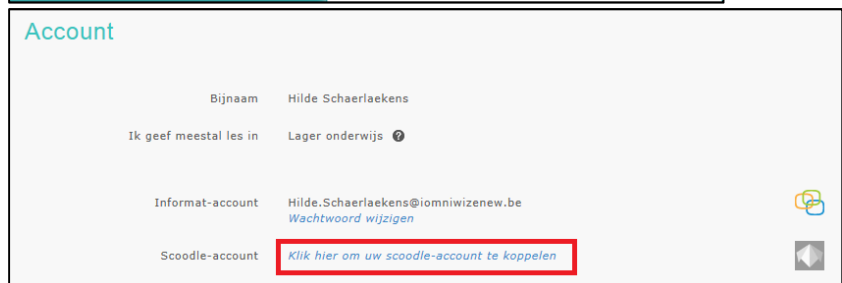 Account
Bijnaam Hilde Schaerlaekens
Ik geef meestal les in Lager onderwijs ?
Informat-account Hilde.Schaerlaekens@iomniwizenew.be
Wachtwoord wijzigen
Scoodle-account Klik hier om uw scoodle-account te koppelen